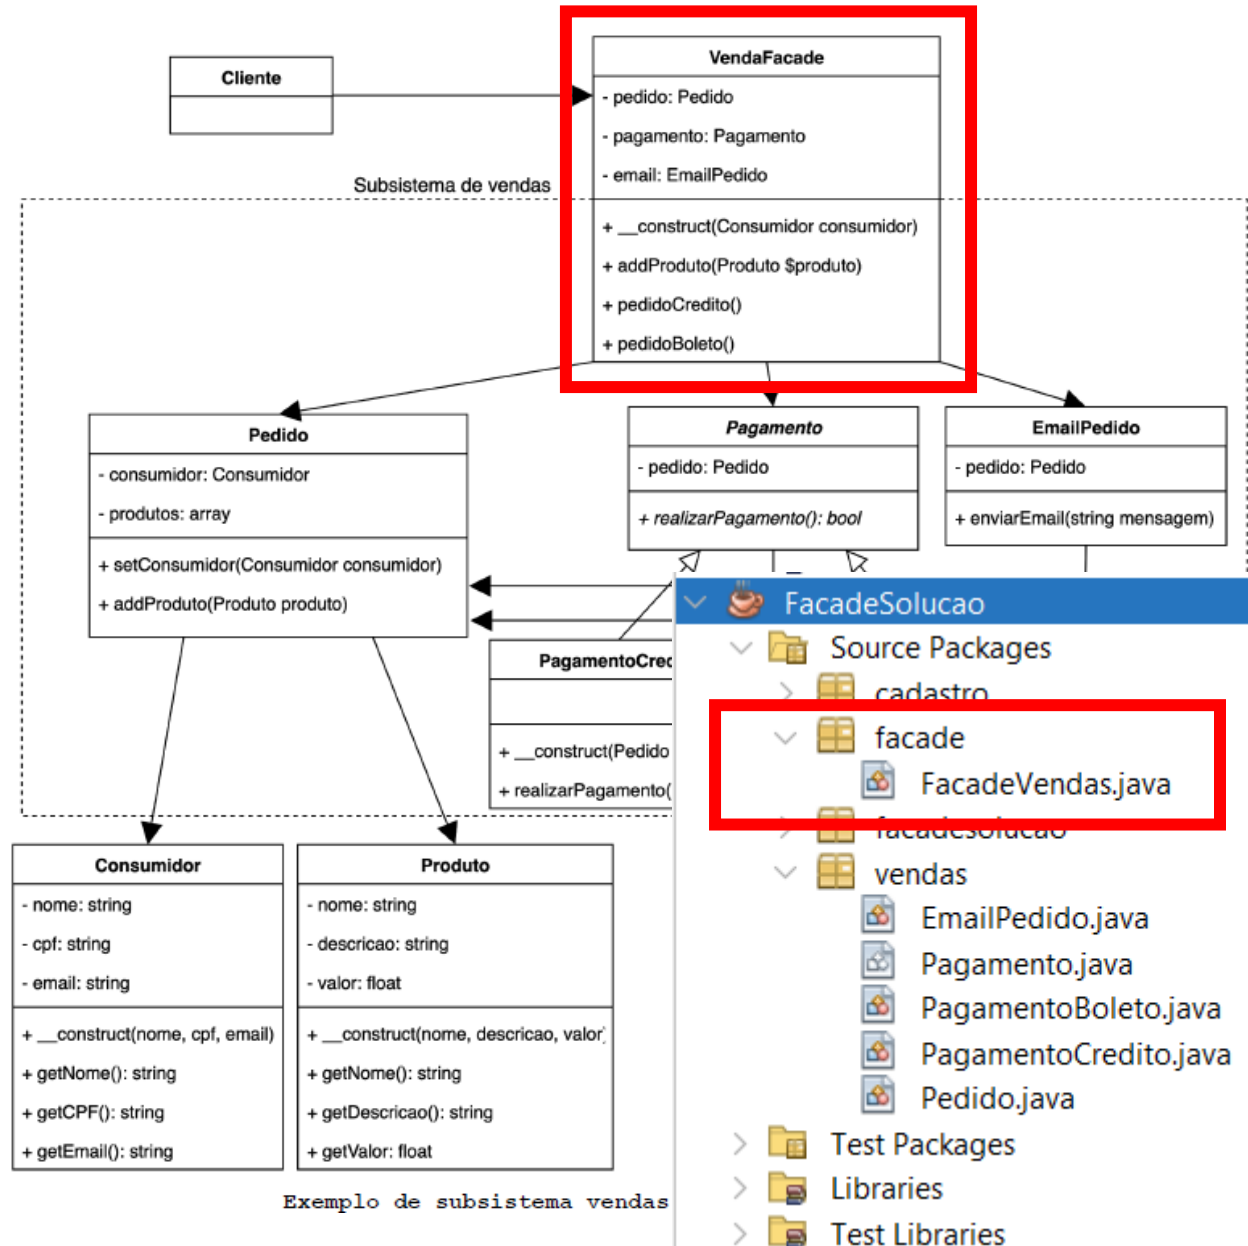 Cliente
VendaFacade
- pedido: Pedido
- pagamento: Pagamento
- email: EmailPedido
+ __construct(Consumidor consumidor)
+ addProduto(Produto $produto)
+ pedidoCredito()
+ pedidoBoleto()
Subsistema de vendas
Pedido
- consumidor: Consumidor
- produtos: array
+ setConsumidor(Consumidor consumidor)
+ addProduto(Produto produto)
Pagamento
- pedido: Pedido
+ realizarPagamento(): bool
EmailPedido
- pedido: Pedido
+ enviarEmail(string mensagem)
PagamentoCred
+ __construct(Pedido
+ realizarPagamento(
Consumidor
- nome: string
- cpf: string
- email: string
+ __construct(nome, cpf, email)
+ getNome(): string
+ getCPF(): string
+ getEmail(): string
Produto
- nome: string
- descricao: string
- valor: float
+ __construct(nome, descricao, valor)
+ getNome(): string
+ getDescricao(): string
+ getValor: float
Exemplo de subsistema vendas
FacadeSolucao
Source Packages
cadastro
facade
FacadeVendas.java
facadesolucao
vendas
EmailPedido.java
Pagamento.java
PagamentoBoleto.java
PagamentoCredito.java
Pedido.java
Test Packages
Libraries
Test Libraries